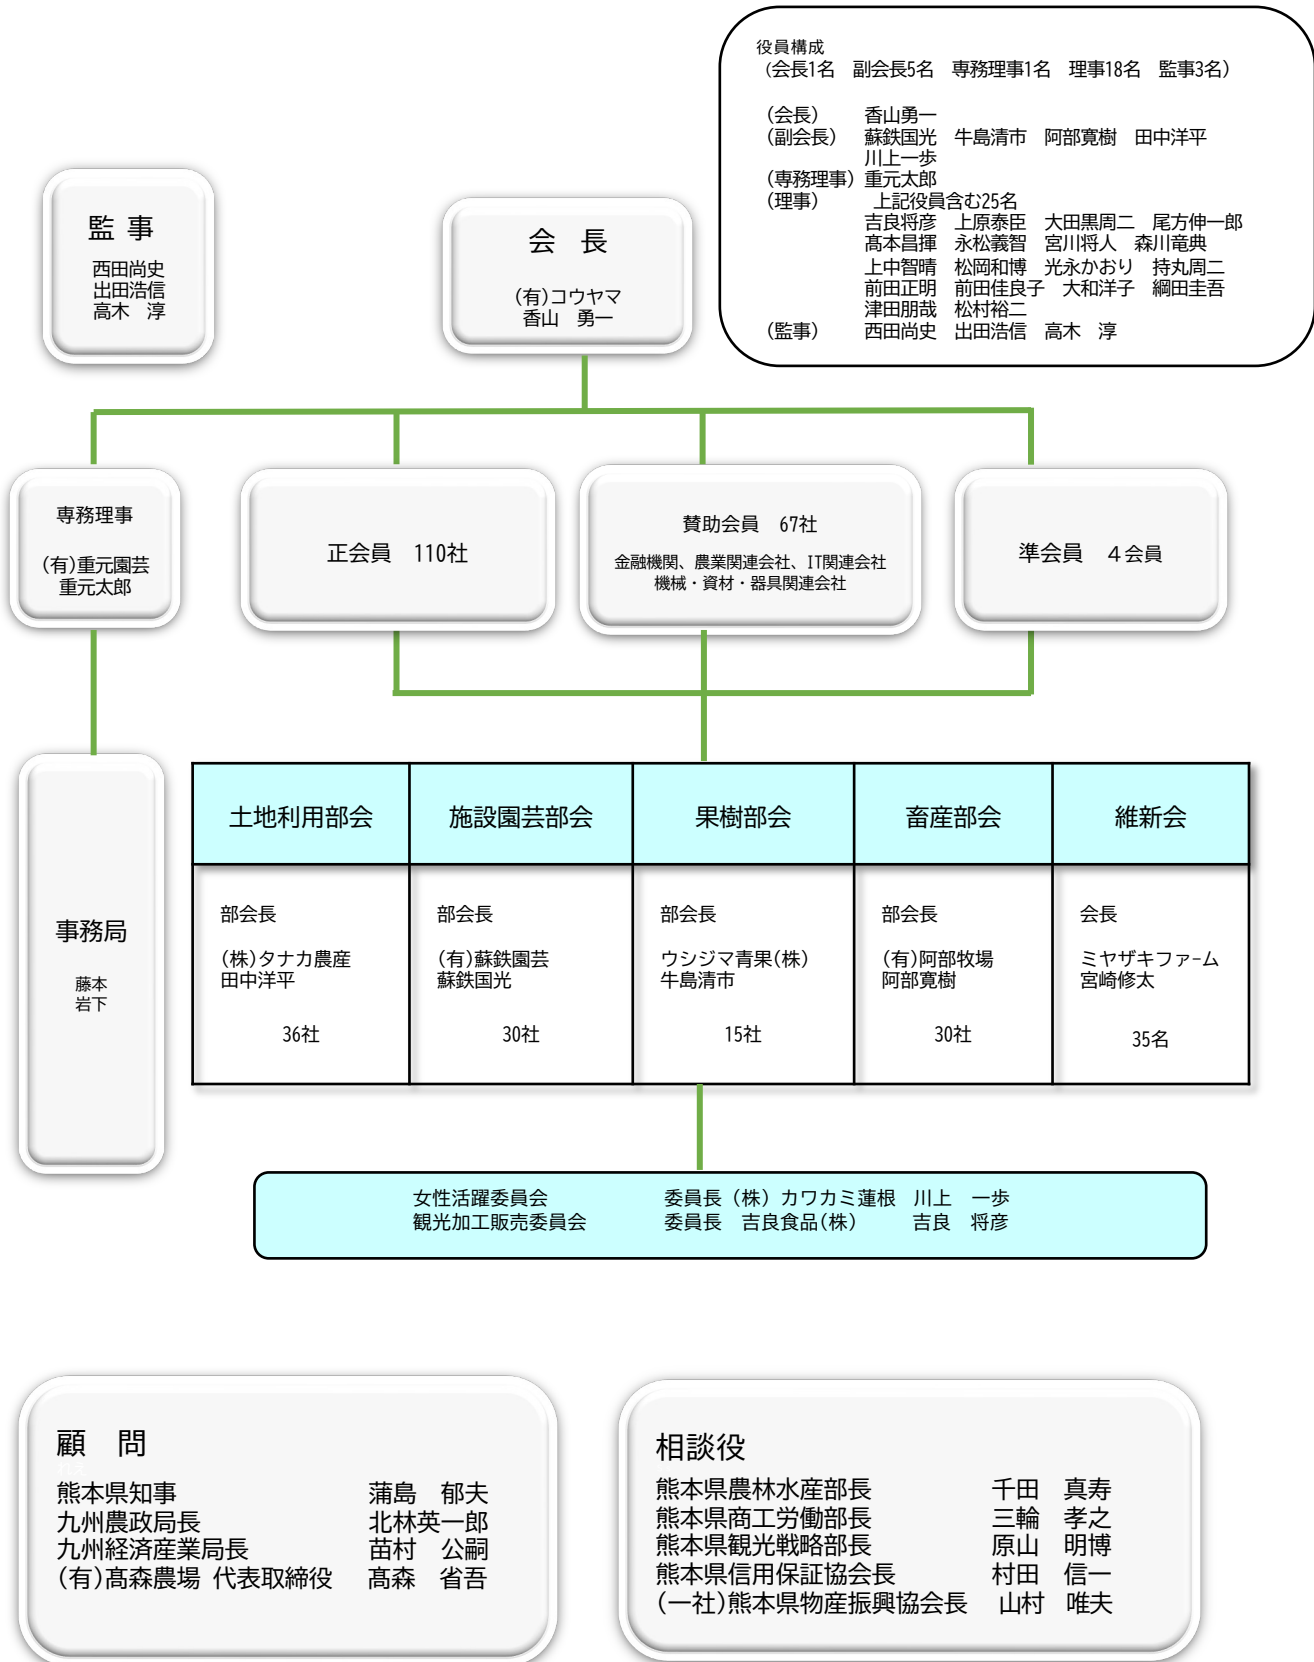 役員構成
(会長1名　副会長5名　専務理事1名　理事18名　監事3名)
(会長)　香山勇一
(副会長)　蘇鉄国光　牛島清市　阿部寛樹　田中洋平
川上一歩
(専務理事)重元太郎
(理事)　上記役員含む25名
吉良将彦　上原泰臣　大田黒周二　尾方伸一郎
髙本昌揮　永松義智　宮川将人　森川竜典
上中智晴　松岡和博　光永かおり　持丸周二
前田正明　前田佳良子　大和洋子　綱田圭吾
津田朋哉　松村裕二
(監事)　西田尚史　出田浩信　高木　淳
監 事
西田尚史
出田浩信
高木　淳
会　長
(有)コウヤマ
香山　勇一
専務理事
(有)重元園芸
重元太郎
正会員　110社
賛助会員　67社
金融機関、農業関連会社、IT関連会社
機械・資材・器具関連会社
準会員　４会員
事務局
藤本
岩下
土地利用部会　施設園芸部会　果樹部会　畜産部会　維新会
部会長　部会長　部会長　部会長　会長
(株)タナカ農産　(有)蘇鉄園芸　ウシジマ青果(株)　(有)阿部牧場　ミヤザキファｰム
田中洋平　蘇鉄国光　牛島清市　阿部寛樹　宮崎修太
36社　30社　15社　30社　35名
女性活躍委員会　委員長（株）カワカミ蓮根　川上　一歩
観光加工販売委員会　委員長　吉良食品(株)　吉良　将彦
顧　問
熊本県知事　蒲島　郁夫
九州農政局長　北林英一郎
九州経済産業局長　苗村　公嗣
(有)髙森農場 代表取締役　髙森　省吾
相談役
熊本県農林水産部長　千田　真寿
熊本県商工労働部長　三輪　孝之
熊本県観光戦略部長　原山　明博
熊本県信用保証協会長　村田　信一
(一社)熊本県物産振興協会長　山村　唯夫